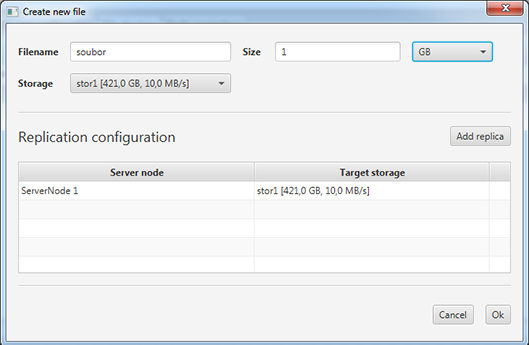 Create new file
Filename soubor Size 1 GB
Storage stor1 [421,0 GB, 10,0 MB/s]
Replication configuration Add replica
Server node Target storage
ServerNode 1 stor1 [421,0 GB, 10,0 MB/s]
Cancel Ok